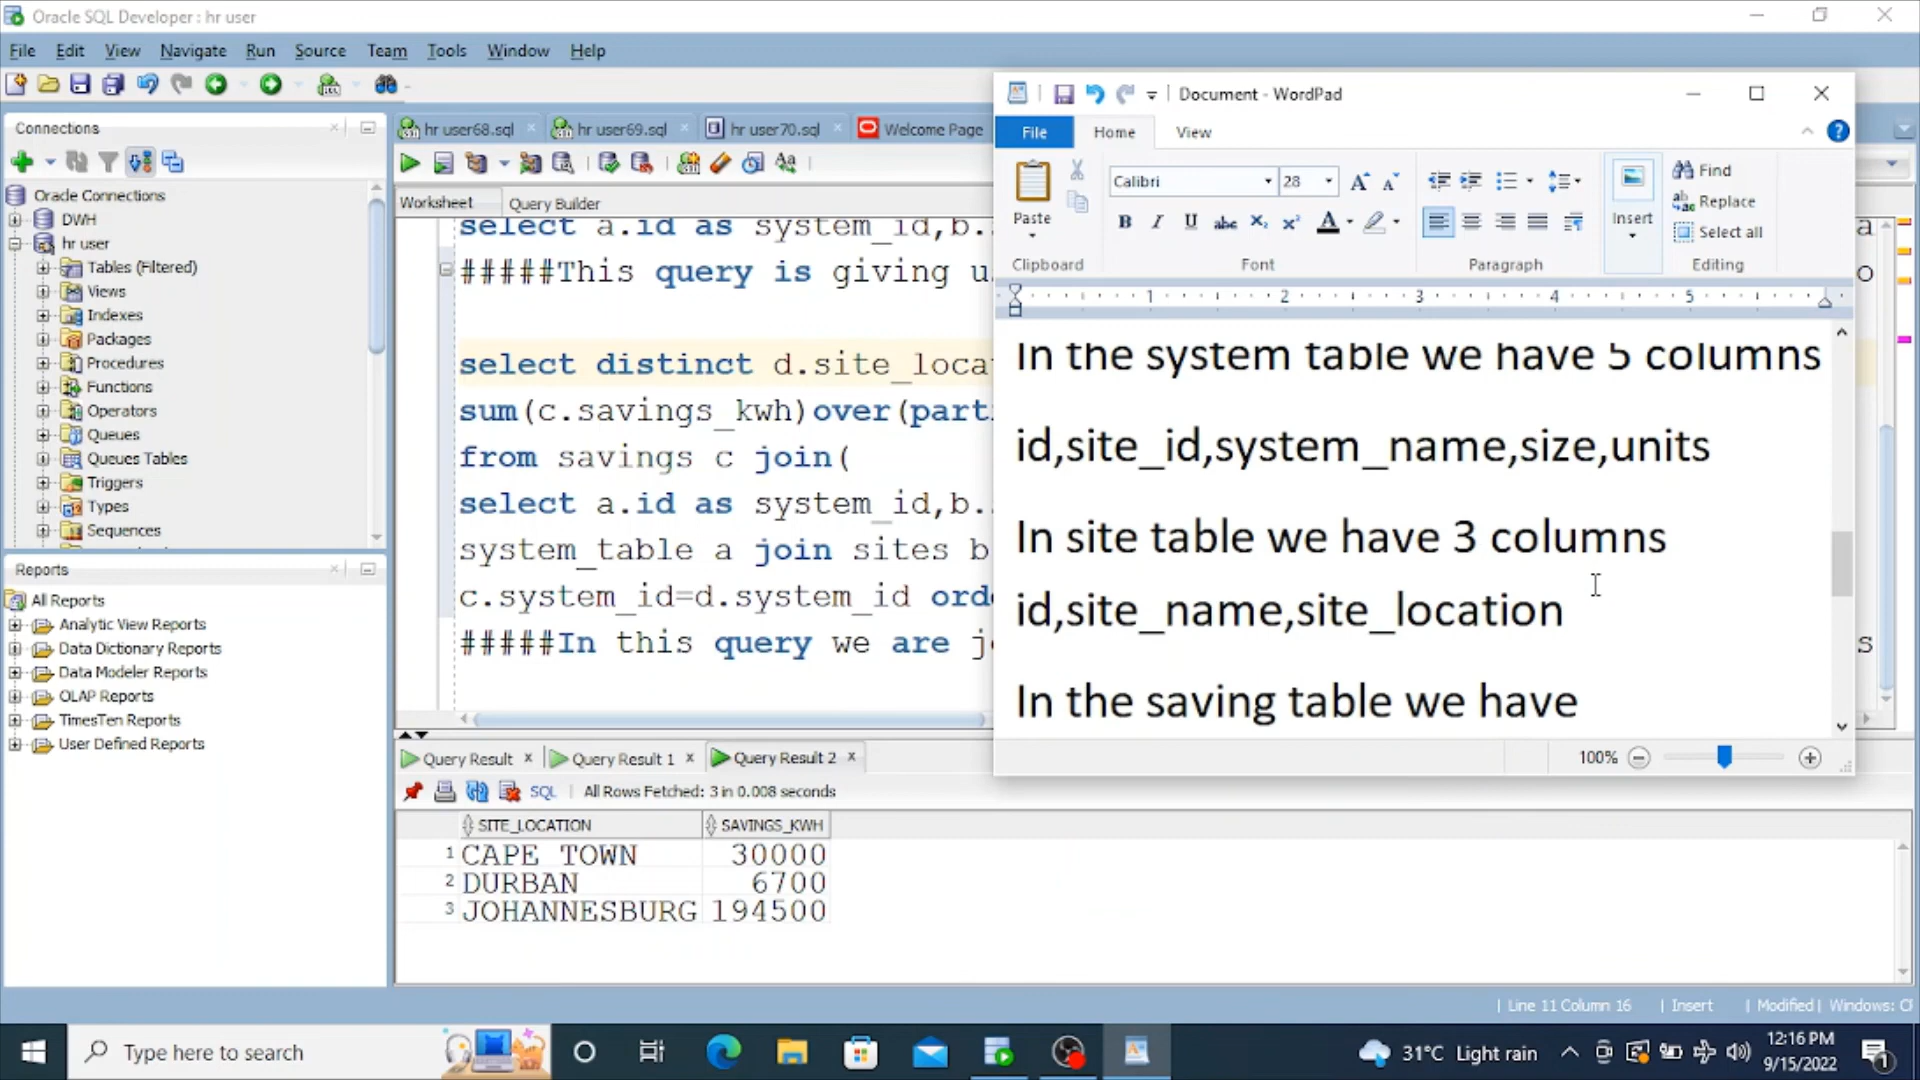 Oracle SQL Developer : hr user
File Edit View Navigate Run Source Team Tools Window Help
Connections
Oracle Connections
DWH
hr user
Tables (Filtered)
Views
Indexes
Packages
Procedures
Functions
Operators
Queues
Queues Tables
Triggers
Types
Sequences
Reports
All Reports
Analytic View Reports
Data Dictionary Reports
Data Modeler Reports
OLAP Reports
TimesTen Reports
User Defined Reports
hr user68.sql hr user69.sql hr user70.sql Welcome Page
Worksheet Query Builder
select a.id as system_id,b.
#####This query is giving u
select distinct d.site_loca
sum(c.savings_kwh)over(part
from savings c join(
select a.id as system_id,b.
system_table a join sites b
c.system_id=d.system_id ord
#####In this query we are j
Query Result Query Result 1 Query Result 2
SQL All Rows Fetched: 3 in 0.008 seconds
SITE_LOCATION SAVINGS_KWH
1 CAPE TOWN 30000
2 DURBAN 6700
3 JOHANNESBURG 194500
Document - WordPad
File Home View
Paste
Clipboard
Calibri 28
B I U abc X₂ X² A
Font
Paragraph
Insert
Find
Replace
Select all
Editing
1 2 3 4 5
In the system table we have 5 columns
id,site_id,system_name,size,units
In site table we have 3 columns
id,site_name,site_location
In the saving table we have
100%
a
o
s
Line 11 Column 16 Insert Modified Windows: C
Type here to search
31°C Light rain
12:16 PM
9/15/2022
1